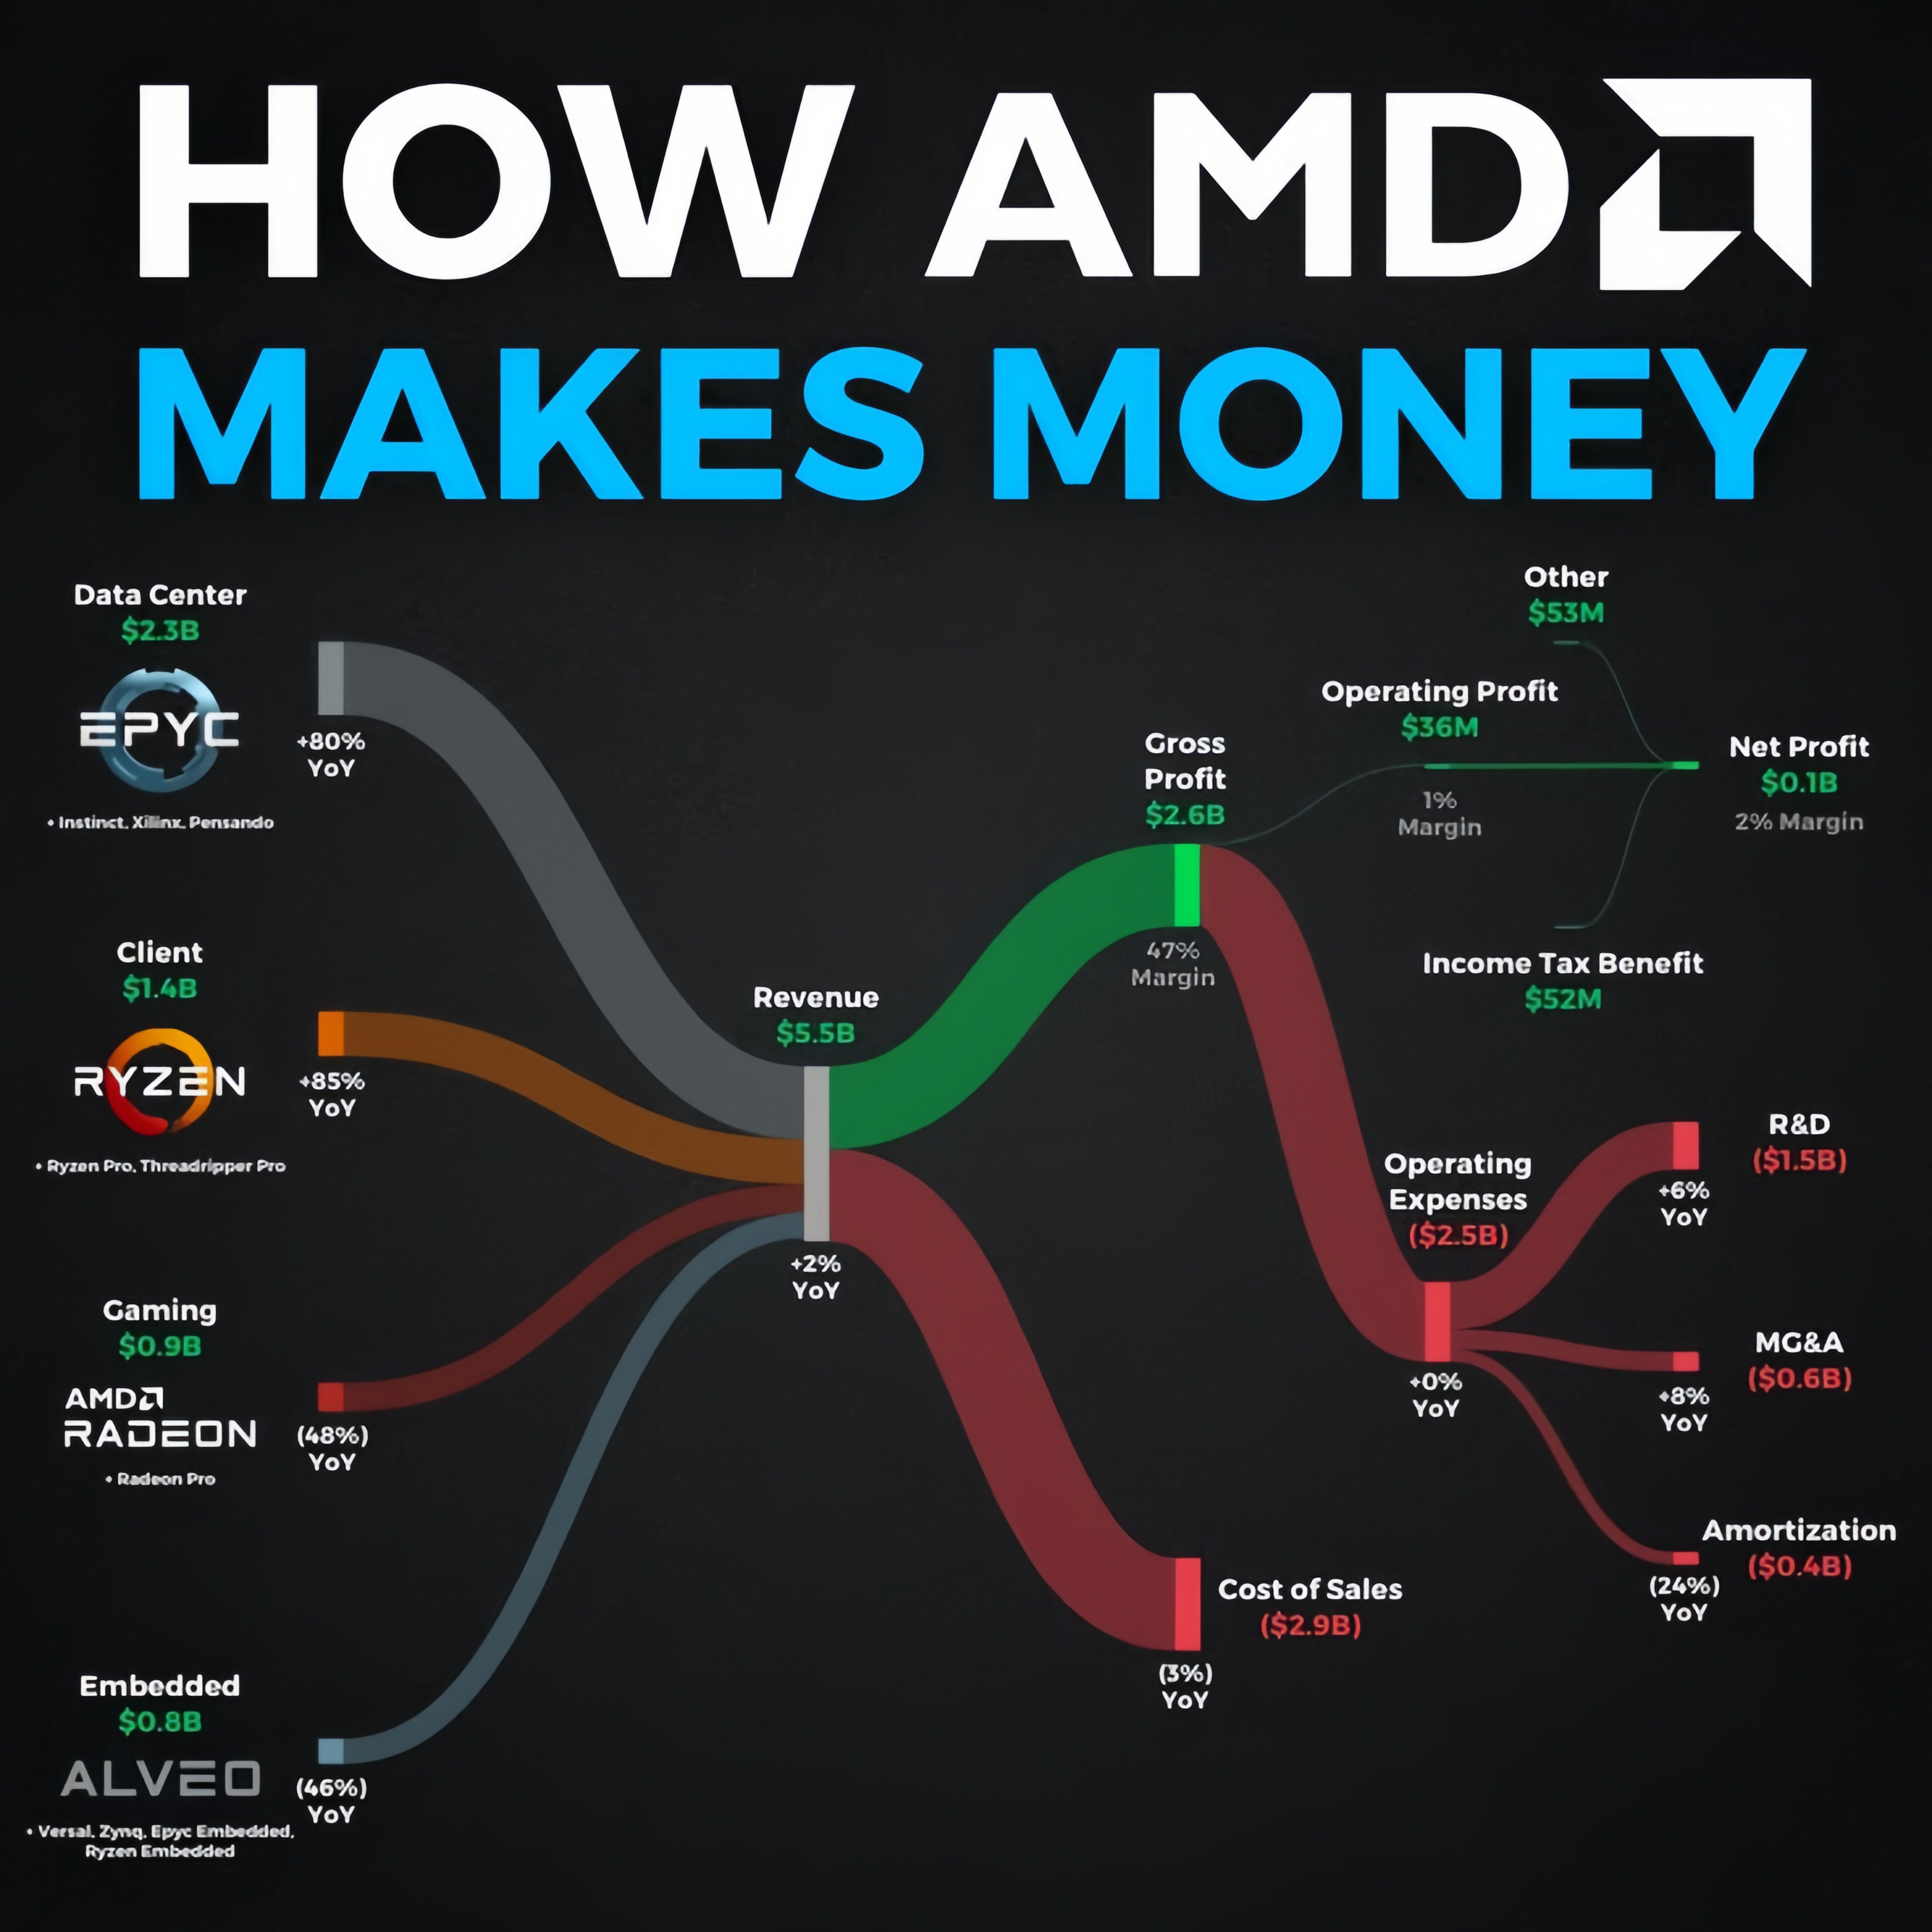 HOW AMD
MAKES MONEY
Data Center
$2.3B
EPYC
• Instinct, Xilinx, Pensando
+80%
YoY
Client
$1.4B
RYZEN
• Ryzen Pro, Threadripper Pro
+85%
YoY
Gaming
$0.9B
AMD
RADEON
• Radeon Pro
(48%)
YoY
Embedded
$0.8B
ALVEO
• Versal, Zynq, Epyc Embedded,
Ryzen Embedded
(46%)
YoY
Revenue
$5.5B
+2%
YoY
Gross
Profit
$2.6B
47%
Margin
Cost of Sales
($2.9B)
(3%)
YoY
Operating Profit
$36M
1%
Margin
Other
$53M
Net Profit
$0.1B
2% Margin
Income Tax Benefit
$52M
Operating
Expenses
($2.5B)
+0%
YoY
R&D
($1.5B)
+6%
YoY
MG&A
($0.6B)
+8%
YoY
Amortization
($0.4B)
(24%)
YoY